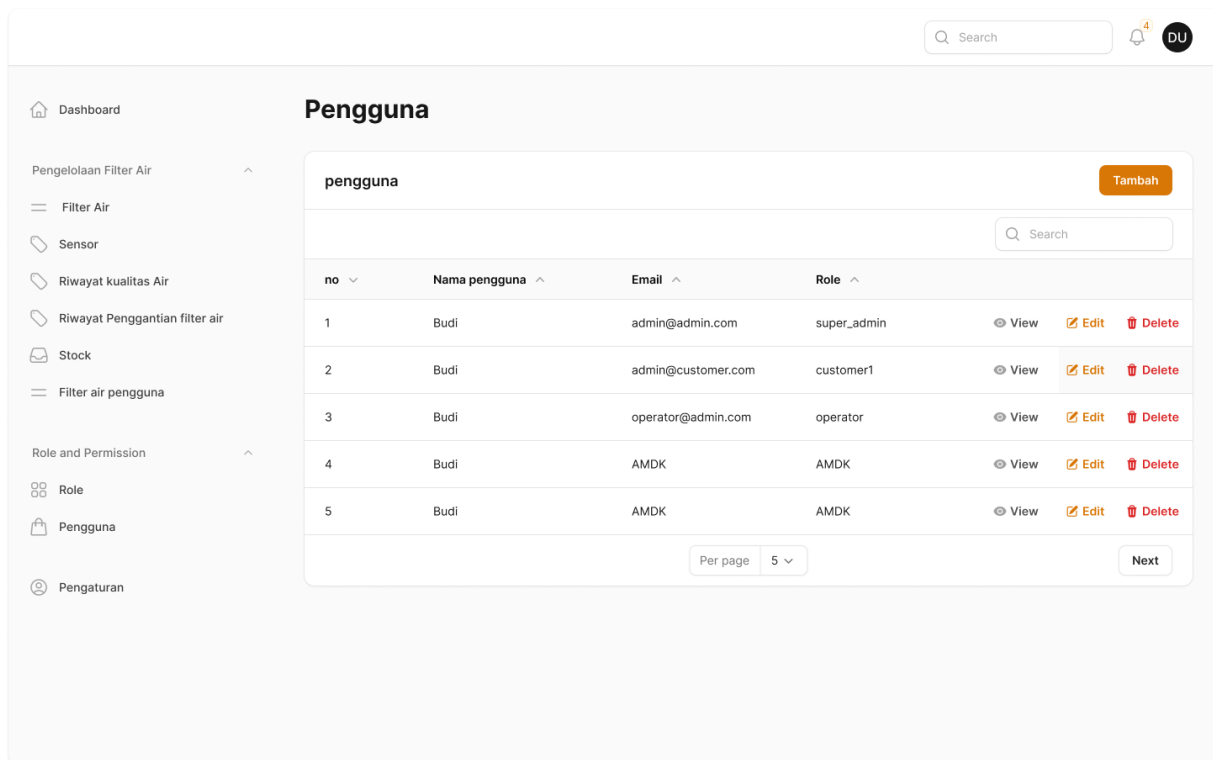 Search 4 DU
Dashboard
Pengelolaan Filter Air
Filter Air
Sensor
Riwayat kualitas Air
Riwayat Penggantian filter air
Stock
Filter air pengguna
Role and Permission
Role
Pengguna
Pengaturan
Pengguna
pengguna Tambah
Search
no Nama pengguna Email Role
1 Budi admin@admin.com super_admin View Edit Delete
2 Budi admin@customer.com customer1 View Edit Delete
3 Budi operator@admin.com operator View Edit Delete
4 Budi AMDK AMDK View Edit Delete
5 Budi AMDK AMDK View Edit Delete
Per page 5 Next